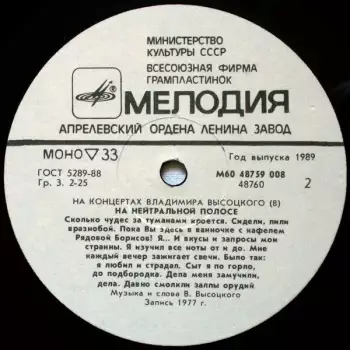 МИНИСТЕРСТВО
КУЛЬТУРЫ СССР
ВСЕСОЮЗНАЯ ФИРМА
ГРАМПЛАСТИНОК
МЕЛОДИЯ
АПРЕЛЕВСКИЙ ОРДЕНА ЛЕНИНА ЗАВОД
МОНО ▽ 33
Год выпуска 1989
ГОСТ 5289-88
Гр. 3. 2-25
М60 48759 008
48760
2
НА КОНЦЕРТАХ ВЛАДИМИРА ВЫСОЦКОГО (8)
НА НЕЙТРАЛЬНОЙ ПОЛОСЕ
Сколько чудес за туманами кроется. Сидели, пили
вразнобой. Пока Вы здесь в ванночке с кафелем
Рядовой Борисов! Я... И вкусы и запросы мои
странны. Я изучил все ноты от и до. Мне
каждый вечер зажигает свечи. Было так:
я любил и страдал. Сыт я по горло,
до подбородка. Дела меня замучили,
дела. Давно смолкли залпы орудий
Музыка и слова В. Высоцкого
Запись 1977 г.